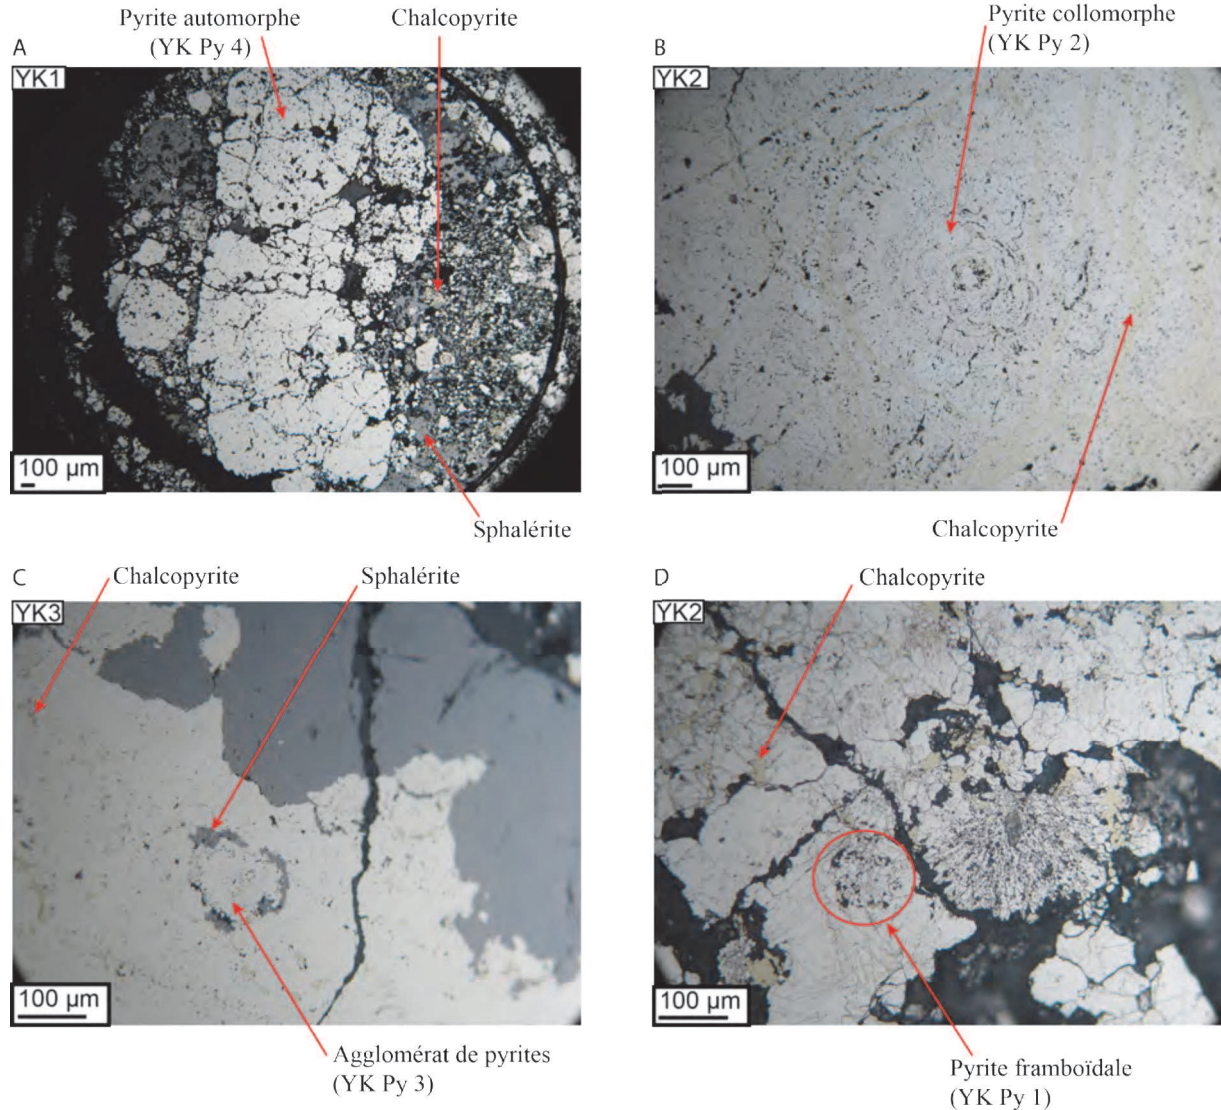 Pyrite automorphe
(YK Py 4)
Chalcopyrite
A
YK1
100 µm
Sphalérite
Pyrite collomorphe
(YK Py 2)
B
YK2
100 µm
Chalcopyrite
C
Chalcopyrite
Sphalérite
YK3
100 µm
Agglomérat de pyrites
(YK Py 3)
D
Chalcopyrite
YK2
100 µm
Pyrite framboïdale
(YK Py 1)